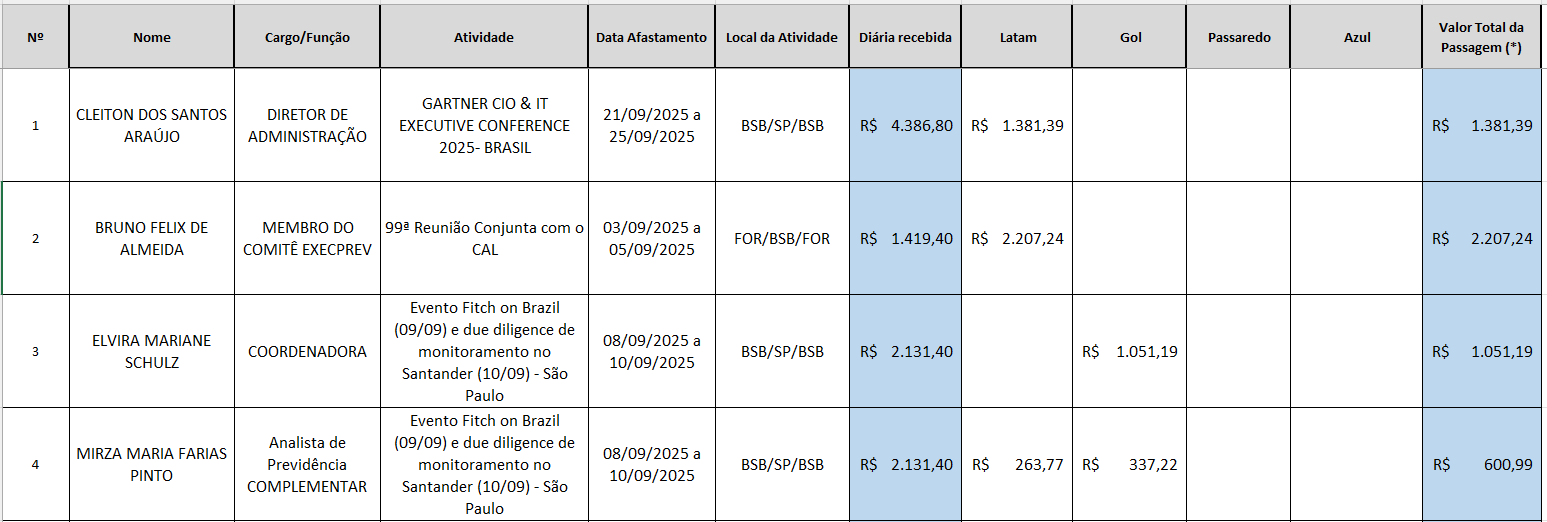 Nº Nome Cargo/Função Atividade Data Afastamento Local da Atividade Diária recebida Latam Gol Passaredo Azul Valor Total da
Passagem (*)
1 CLEITON DOS SANTOS
ARAÚJO
DIRETOR DE
ADMINISTRAÇÃO
GARTNER CIO & IT
EXECUTIVE CONFERENCE
2025- BRASIL
21/09/2025 a
25/09/2025
BSB/SP/BSB R$ 4.386,80 R$ 1.381,39 R$ 1.381,39
2 BRUNO FELIX DE
ALMEIDA
MEMBRO DO
COMITÊ EXECPREV
99ª Reunião Conjunta com o
CAL
03/09/2025 a
05/09/2025
FOR/BSB/FOR R$ 1.419,40 R$ 2.207,24 R$ 2.207,24
3 ELVIRA MARIANE
SCHULZ
COORDENADORA
Evento Fitch on Brazil
(09/09) e due diligence de
monitoramento no
Santander (10/09) - São
Paulo
08/09/2025 a
10/09/2025
BSB/SP/BSB R$ 2.131,40 R$ 1.051,19 R$ 1.051,19
4 MIRZA MARIA FARIAS
PINTO
Analista de
Previdência
COMPLEMENTAR
Evento Fitch on Brazil
(09/09) e due diligence de
monitoramento no
Santander (10/09) - São
Paulo
08/09/2025 a
10/09/2025
BSB/SP/BSB R$ 2.131,40 R$ 263,77 R$ 337,22 R$ 600,99